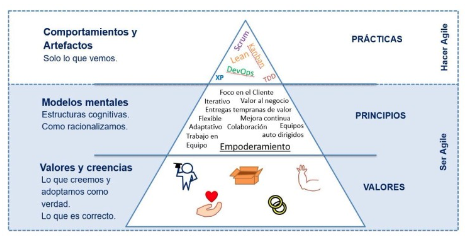 Comportamientos y
Artefactos
Solo lo que vemos.
Scrum
Kanban
Lean
DevOps
XP
TDD
PRÁCTICAS
Hacer Agile
Modelos mentales
Estructuras cognitivas.
Como racionalizamos.
Foco en el Cliente
Iterativo Valor al negocio
Entregas tempranas de valor
Flexible Mejora continua
Adaptativo Colaboración Equipos
auto dirigidos
Trabajo en
Equipo
Empoderamiento
PRINCIPIOS
Ser Agile
Valores y creencias
Lo que creemos y
adoptamos como
verdad.
Lo que es correcto.
VALORES